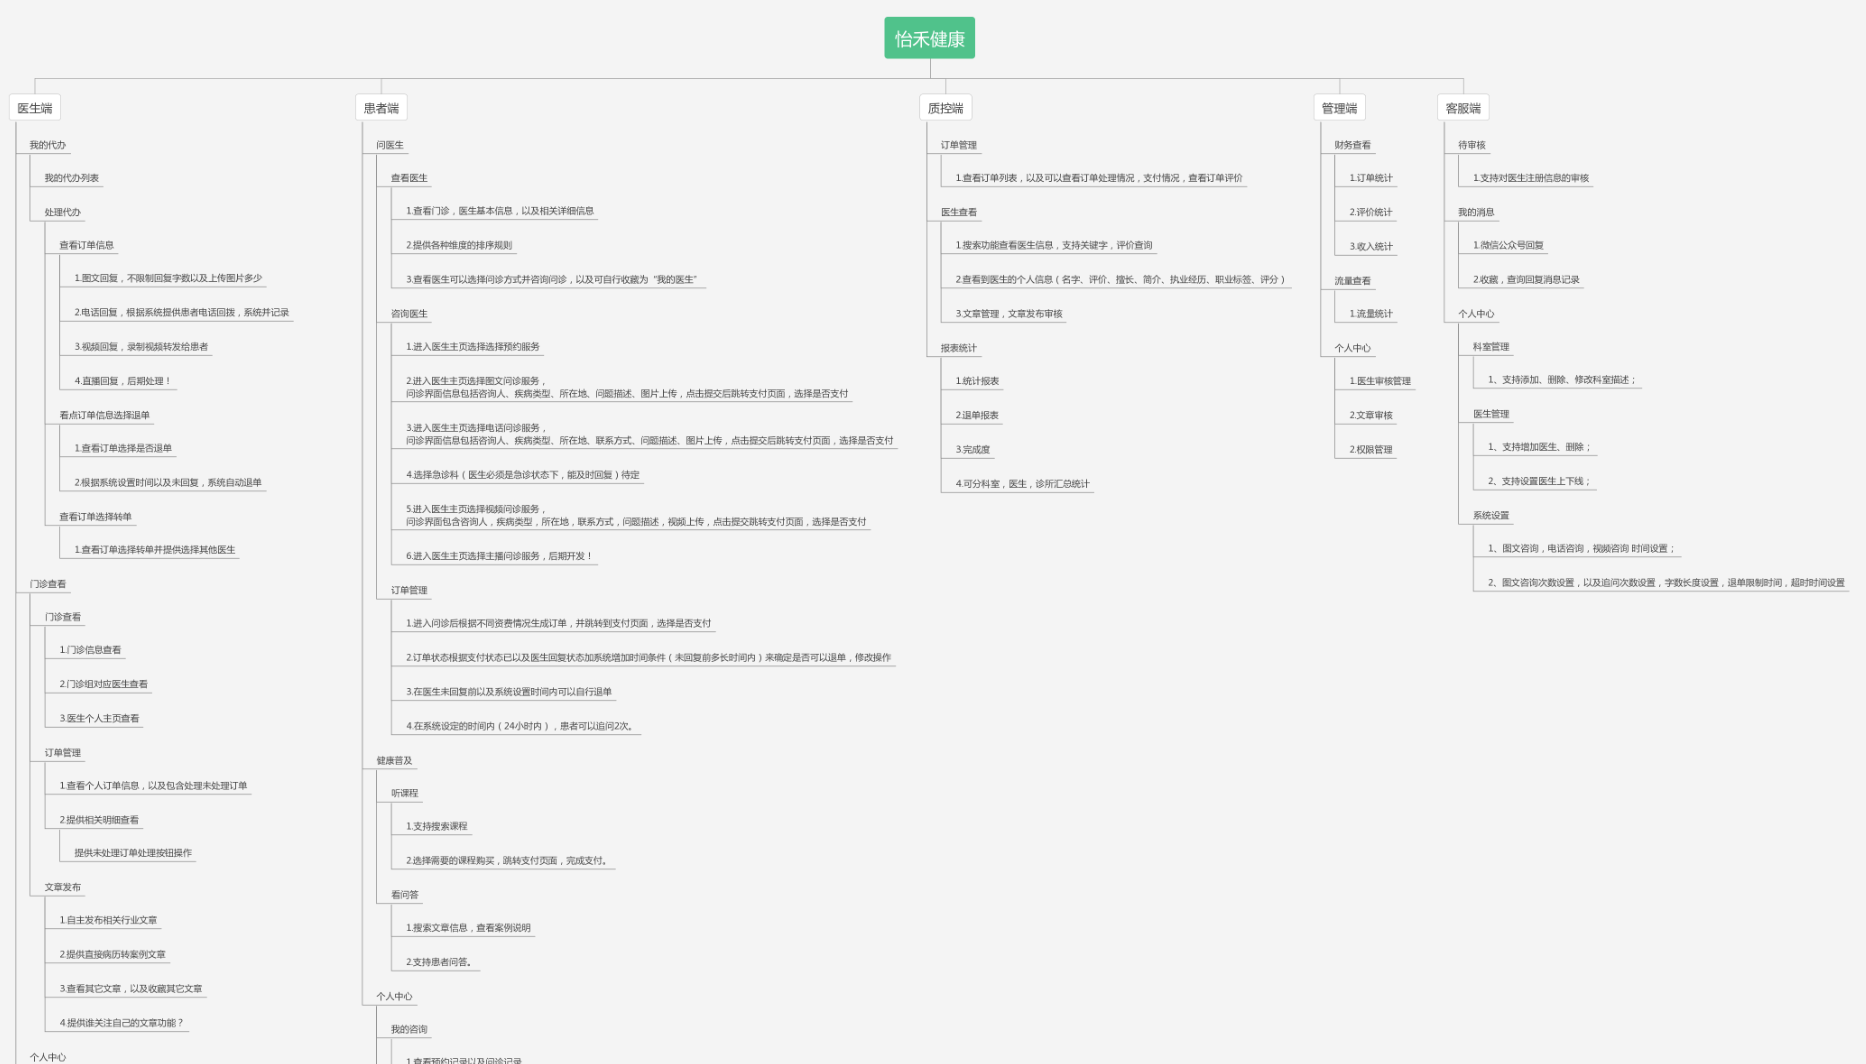 怡禾健康
医生端
我的代办
我的代办列表
处理代办
查看订单信息
1.图文回复，不限制回复字数以及上传图片多少
2.电话回复，根据系统提供患者电话回拨，系统并记录
3.视频回复，录制视频转发给患者
4.直播回复，后期处理！
看点订单信息选择退单
1.查看订单选择是否退单
2.根据系统设置时间以及未回复，系统自动退单
查看订单选择转单
1.查看订单选择转单并提供选择其他医生
门诊查看
门诊查看
1.门诊信息查看
2.门诊组对应医生查看
3.医生个人主页查看
订单管理
1.查看个人订单信息，以及包含处理未处理订单
2.提供相关明细查看
提供未处理订单处理按钮操作
文章发布
1.自主发布相关行业文章
2.提供直接病历转案例文章
3.查看其它文章，以及收藏其它文章
4.提供谁关注自己的文章功能？
个人中心
患者端
问医生
查看医生
1.查看门诊，医生基本信息，以及相关详细信息
2.提供各种维度的排序规则
3.查看医生可以选择问诊方式并咨询问诊，以及可自行收藏为“我的医生”
咨询医生
1.进入医生主页选择选择预约服务
2.进入医生主页选择图文问诊服务，
问诊界面信息包括咨询人、疾病类型、所在地、问题描述、图片上传，点击提交后跳转支付页面，选择是否支付
3.进入医生主页选择电话问诊服务，
问诊界面信息包括咨询人、疾病类型、所在地、联系方式、问题描述、图片上传，点击提交后跳转支付页面，选择是否支付
4.选择急诊科（医生必须是急诊状态下，能及时回复）待定
5.进入医生主页选择视频问诊服务，
问诊界面包含咨询人，疾病类型，所在地，联系方式，问题描述，视频上传，点击提交跳转支付页面，选择是否支付
6.进入医生主页选择主播问诊服务，后期开发！
订单管理
1.进入问诊后根据不同资费情况生成订单，并跳转到支付页面，选择是否支付
2.订单状态根据支付状态已以及医生回复状态加系统增加时间条件（未回复前多长时间内）来确定是否可以退单，修改操作
3.在医生未回复前以及系统设置时间内可以自行退单
4.在系统设定的时间内（24小时内），患者可以追问2次。
健康普及
听课程
1.支持搜索课程
2.选择需要的课程购买，跳转支付页面，完成支付。
看问答
1.搜索文章信息，查看案例说明
2.支持患者问答。
个人中心
我的咨询
1.查看预约记录以及问诊记录
质控端
订单管理
1.查看订单列表，以及可以查看订单处理情况，支付情况，查看订单评价
医生查看
1.搜索功能查看医生信息，支持关键字，评价查询
2.查看到医生的个人信息（名字、评价、擅长、简介、执业经历、职业标签、评分）
3.文章管理，文章发布审核
报表统计
1.统计报表
2.退单报表
3.完成度
4.可分科室，医生，诊所汇总统计
管理端
财务查看
1.订单统计
2.评价统计
3.收入统计
流量查看
1.流量统计
个人中心
1.医生审核管理
2.文章审核
2.权限管理
客服端
待审核
1.支持对医生注册信息的审核
我的消息
1.微信公众号回复
2.收藏，查询回复消息记录
个人中心
科室管理
1、支持添加、删除、修改科室描述；
医生管理
1、支持增加医生、删除；
2、支持设置医生上下线；
系统设置
1、图文咨询，电话咨询，视频咨询 时间设置；
2、图文咨询次数设置，以及追问次数设置，字数长度设置，退单限制时间，超时时间设置